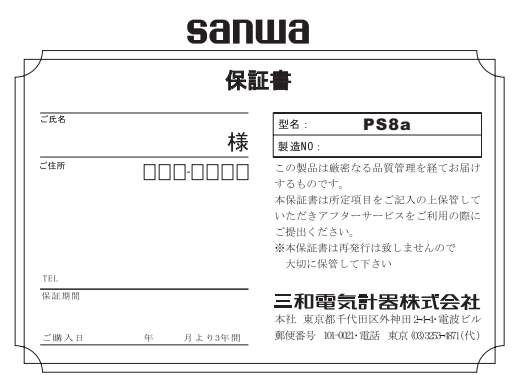 sanwa
保証書
ご氏名
様
ご住所
□□□-□□□□
TEL
保証期間
ご購入日　年　月より3年間
型名：　PS8a
製造NO：
この製品は厳密なる品質管理を経てお届け
するものです。
本保証書は所定項目をご記入の上保管して
いただきアフターサービスをご利用の際に
ご提出ください。
※本保証書は再発行は致しませんので
大切に保管して下さい
三和電気計器株式会社
本社 東京都千代田区外神田2-4-4・電波ビル
郵便番号 101-0021・電話 東京(03)3253-4871(代)